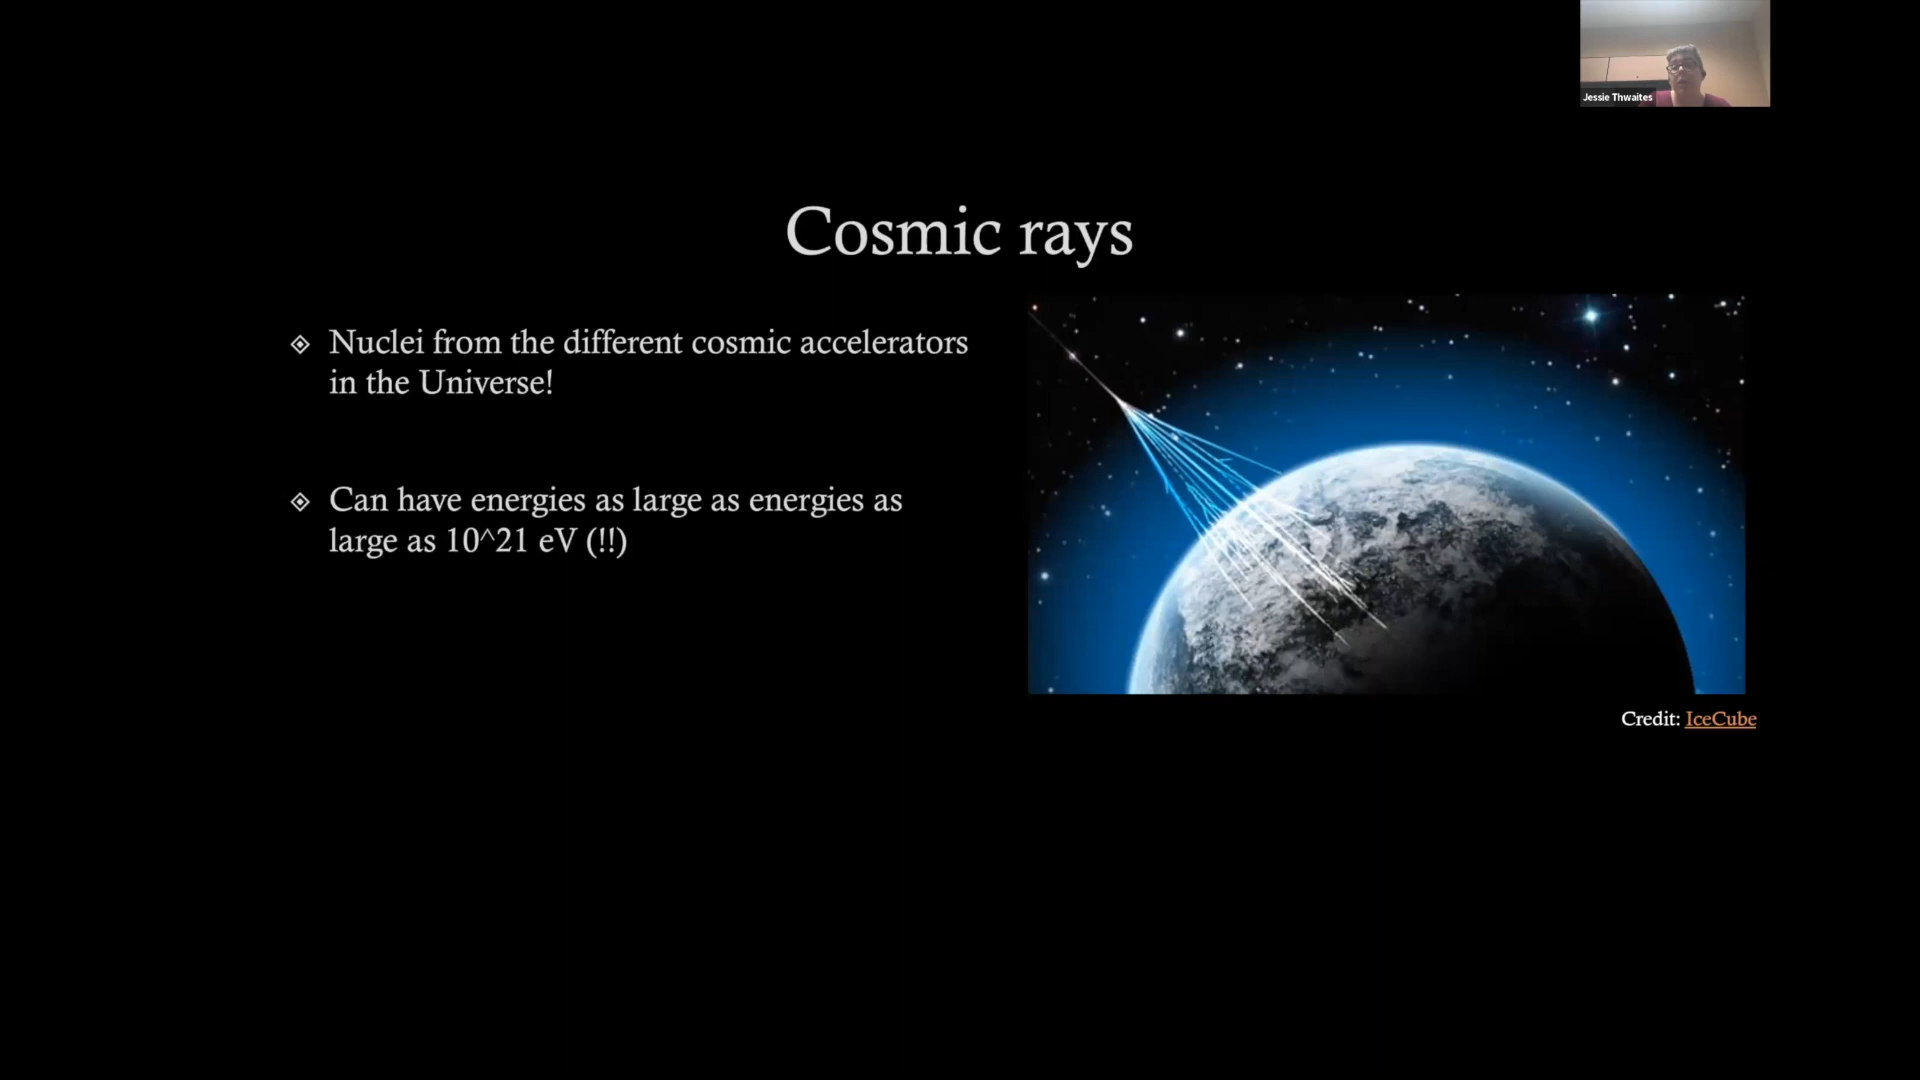 Jessie Thwaites
Cosmic rays
Nuclei from the different cosmic accelerators
in the Universe!
Can have energies as large as energies as
large as 10^21 eV (!!)
Credit: IceCube